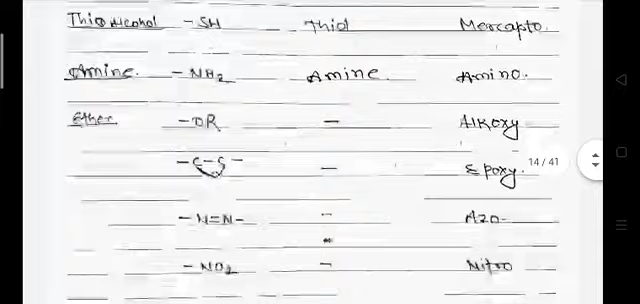 Thio Alcohol -SH Thiol Mercapto.
Amine. -NH2 Amine. Amino.
Ether -OR - Alkoxy
-C-C- - Epoxy.
14 / 41
-N=N- - Azo-
-NO2 - Nitro